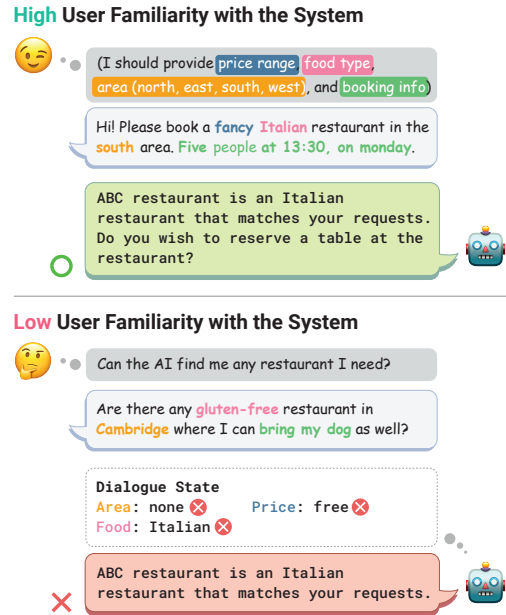 High User Familiarity with the System
(I should provide price range, food type,
area (north, east, south, west), and booking info)
Hi! Please book a fancy Italian restaurant in the
south area. Five people at 13:30, on monday.
ABC restaurant is an Italian
restaurant that matches your requests.
Do you wish to reserve a table at the
restaurant?
Low User Familiarity with the System
Can the AI find me any restaurant I need?
Are there any gluten-free restaurant in
Cambridge where I can bring my dog as well?
Dialogue State
Area: none Price: free
Food: Italian
ABC restaurant is an Italian
restaurant that matches your requests.